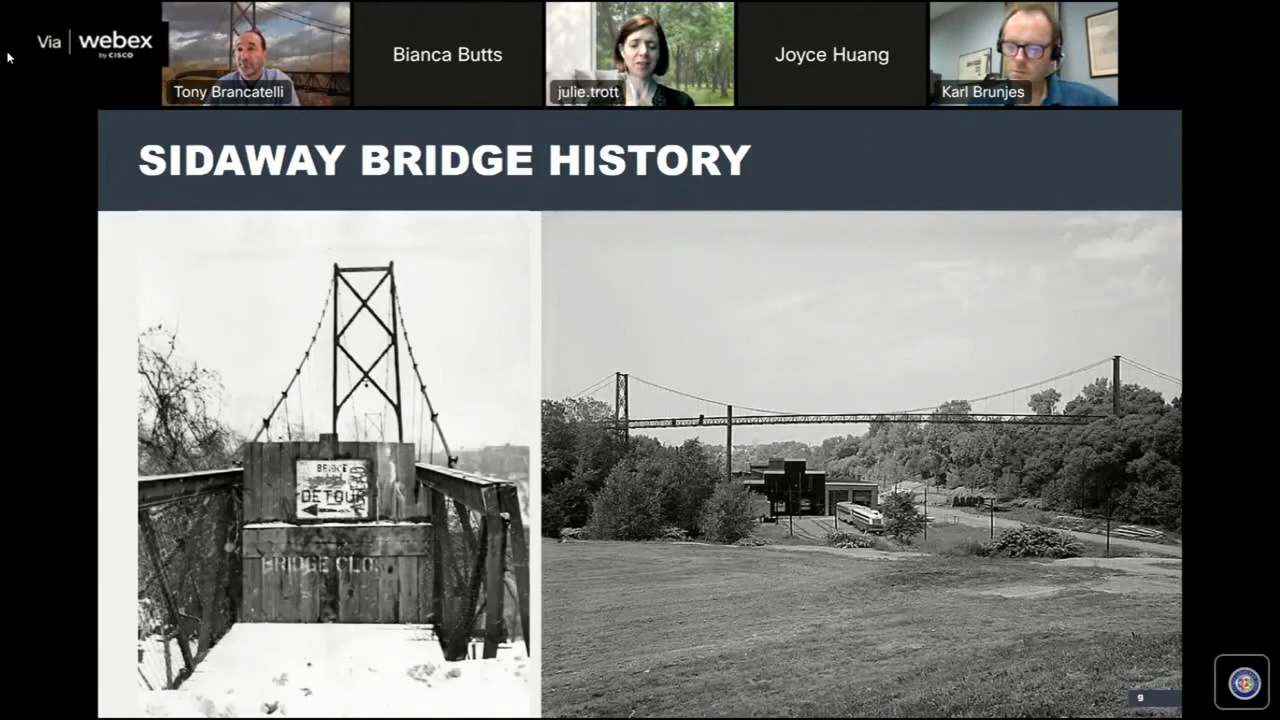 Via | webex
by CISCO
Tony Brancatelli
Bianca Butts
julie.trott
Joyce Huang
Karl Brunjes
SIDAWAY BRIDGE HISTORY
BRIDGE
DETOUR
BRIDGE CLO
9